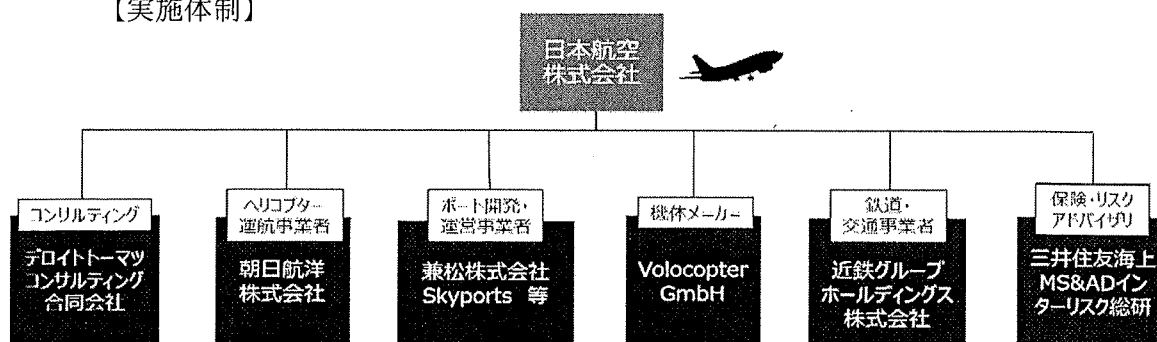 【実施体制】
日本航空
株式会社
コンサルティング
デロイトトーマツ
コンサルティング
合同会社
ヘリコプター
運航事業者
朝日航洋
株式会社
ポート開発・
運営事業者
兼松株式会社
Skyports 等
機体メーカー
Volocopter
GmbH
鉄道・
交通事業者
近鉄グループ
ホールディングス
株式会社
保険・リスク
アドバイザリ
三井住友海上
MS&ADイン
ターリスク総研